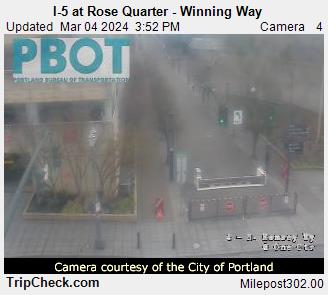 I-5 at Rose Quarter - Winning Way
Updated Mar 04 2024 3:52 PM Camera 4
PBOT
PORTLAND BUREAU OF TRANSPORTATION
Camera courtesy of the City of Portland
TripCheck.com Milepost302.00